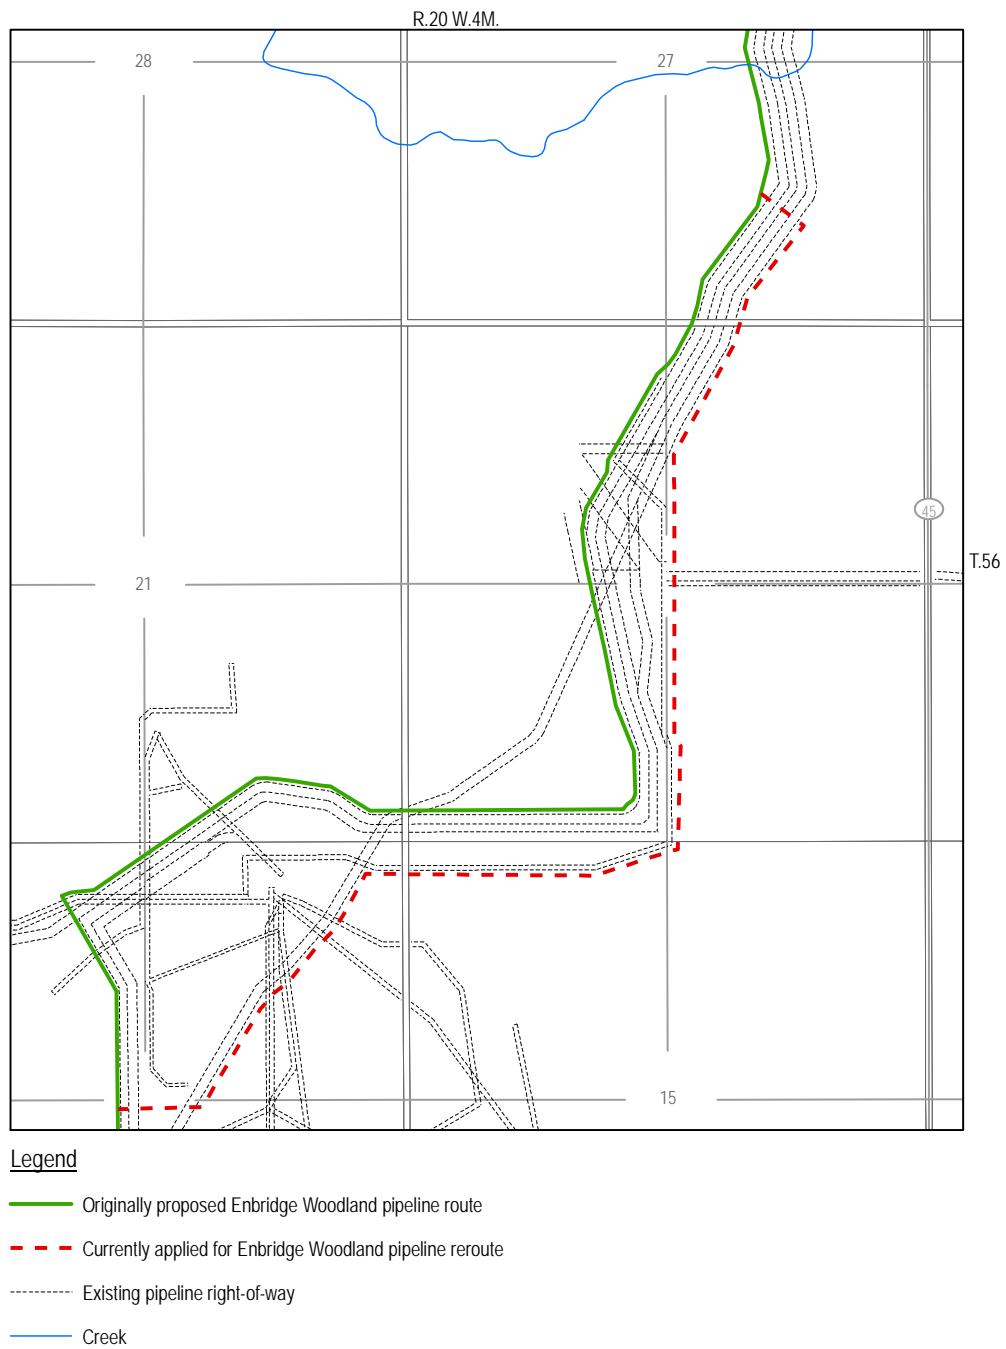 R.20 W.4M.
28
27
45
T.56
21
15
Legend
Originally proposed Enbridge Woodland pipeline route
Currently applied for Enbridge Woodland pipeline reroute
Existing pipeline right-of-way
Creek